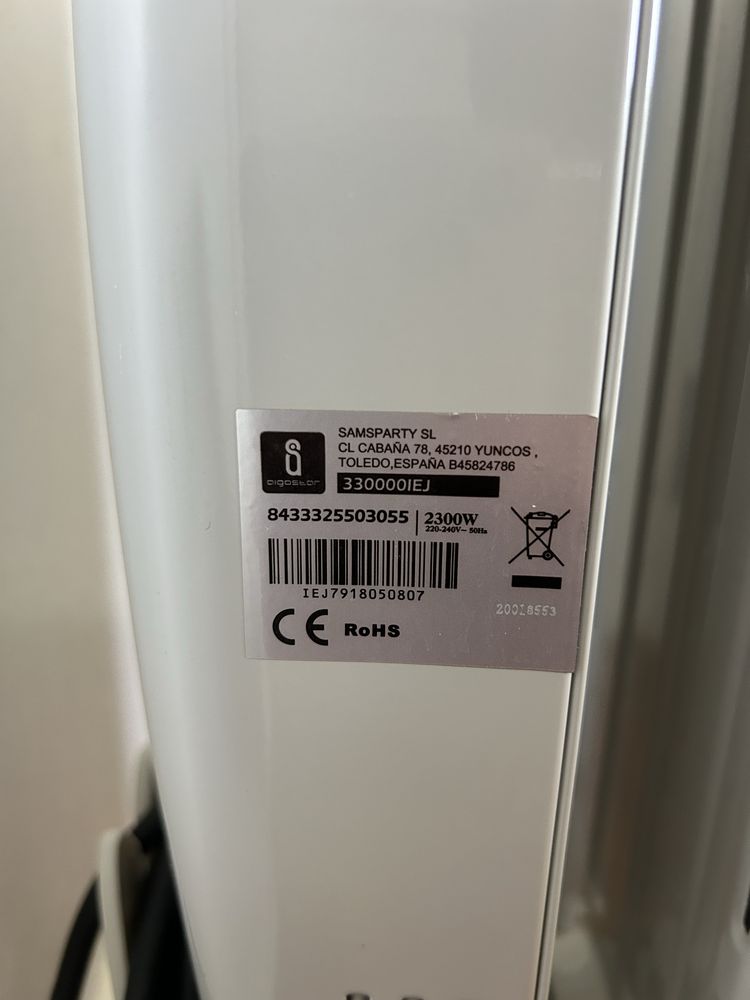 SAMSPARTY SL
CL CABAÑA 78, 45210 YUNCOS ,
TOLEDO,ESPAÑA B45824786
aigostar
330000IEJ
8433325503055
2300W
220-240V~ 50Hz
IEJ7918050807
20018553
CE RoHS